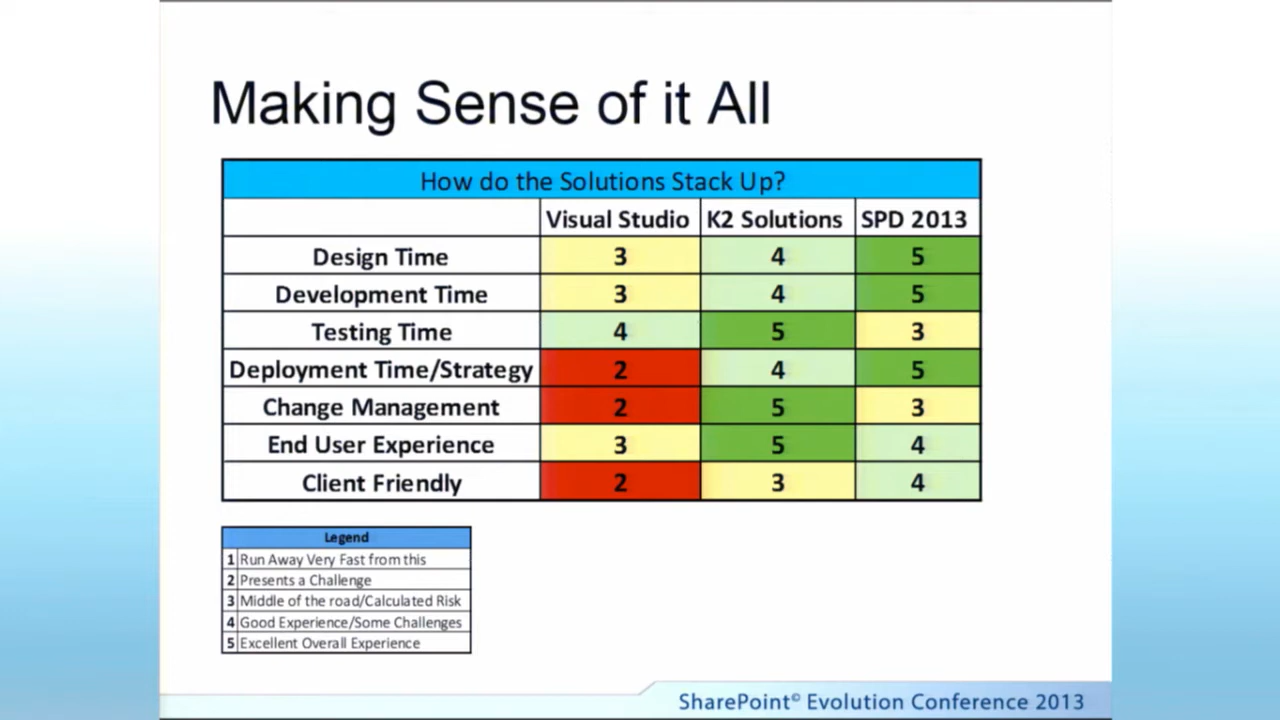 Making Sense of it All
How do the Solutions Stack Up?
Visual Studio K2 Solutions SPD 2013
Design Time 3 4 5
Development Time 3 4 5
Testing Time 4 5 3
Deployment Time/Strategy 2 4 5
Change Management 2 5 3
End User Experience 3 5 4
Client Friendly 2 3 4
Legend
1 Run Away Very Fast from this
2 Presents a Challenge
3 Middle of the road/Calculated Risk
4 Good Experience/Some Challenges
5 Excellent Overall Experience
SharePoint© Evolution Conference 2013